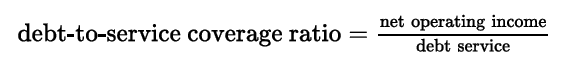 debt-to-service coverage ratio = net operating income / debt service